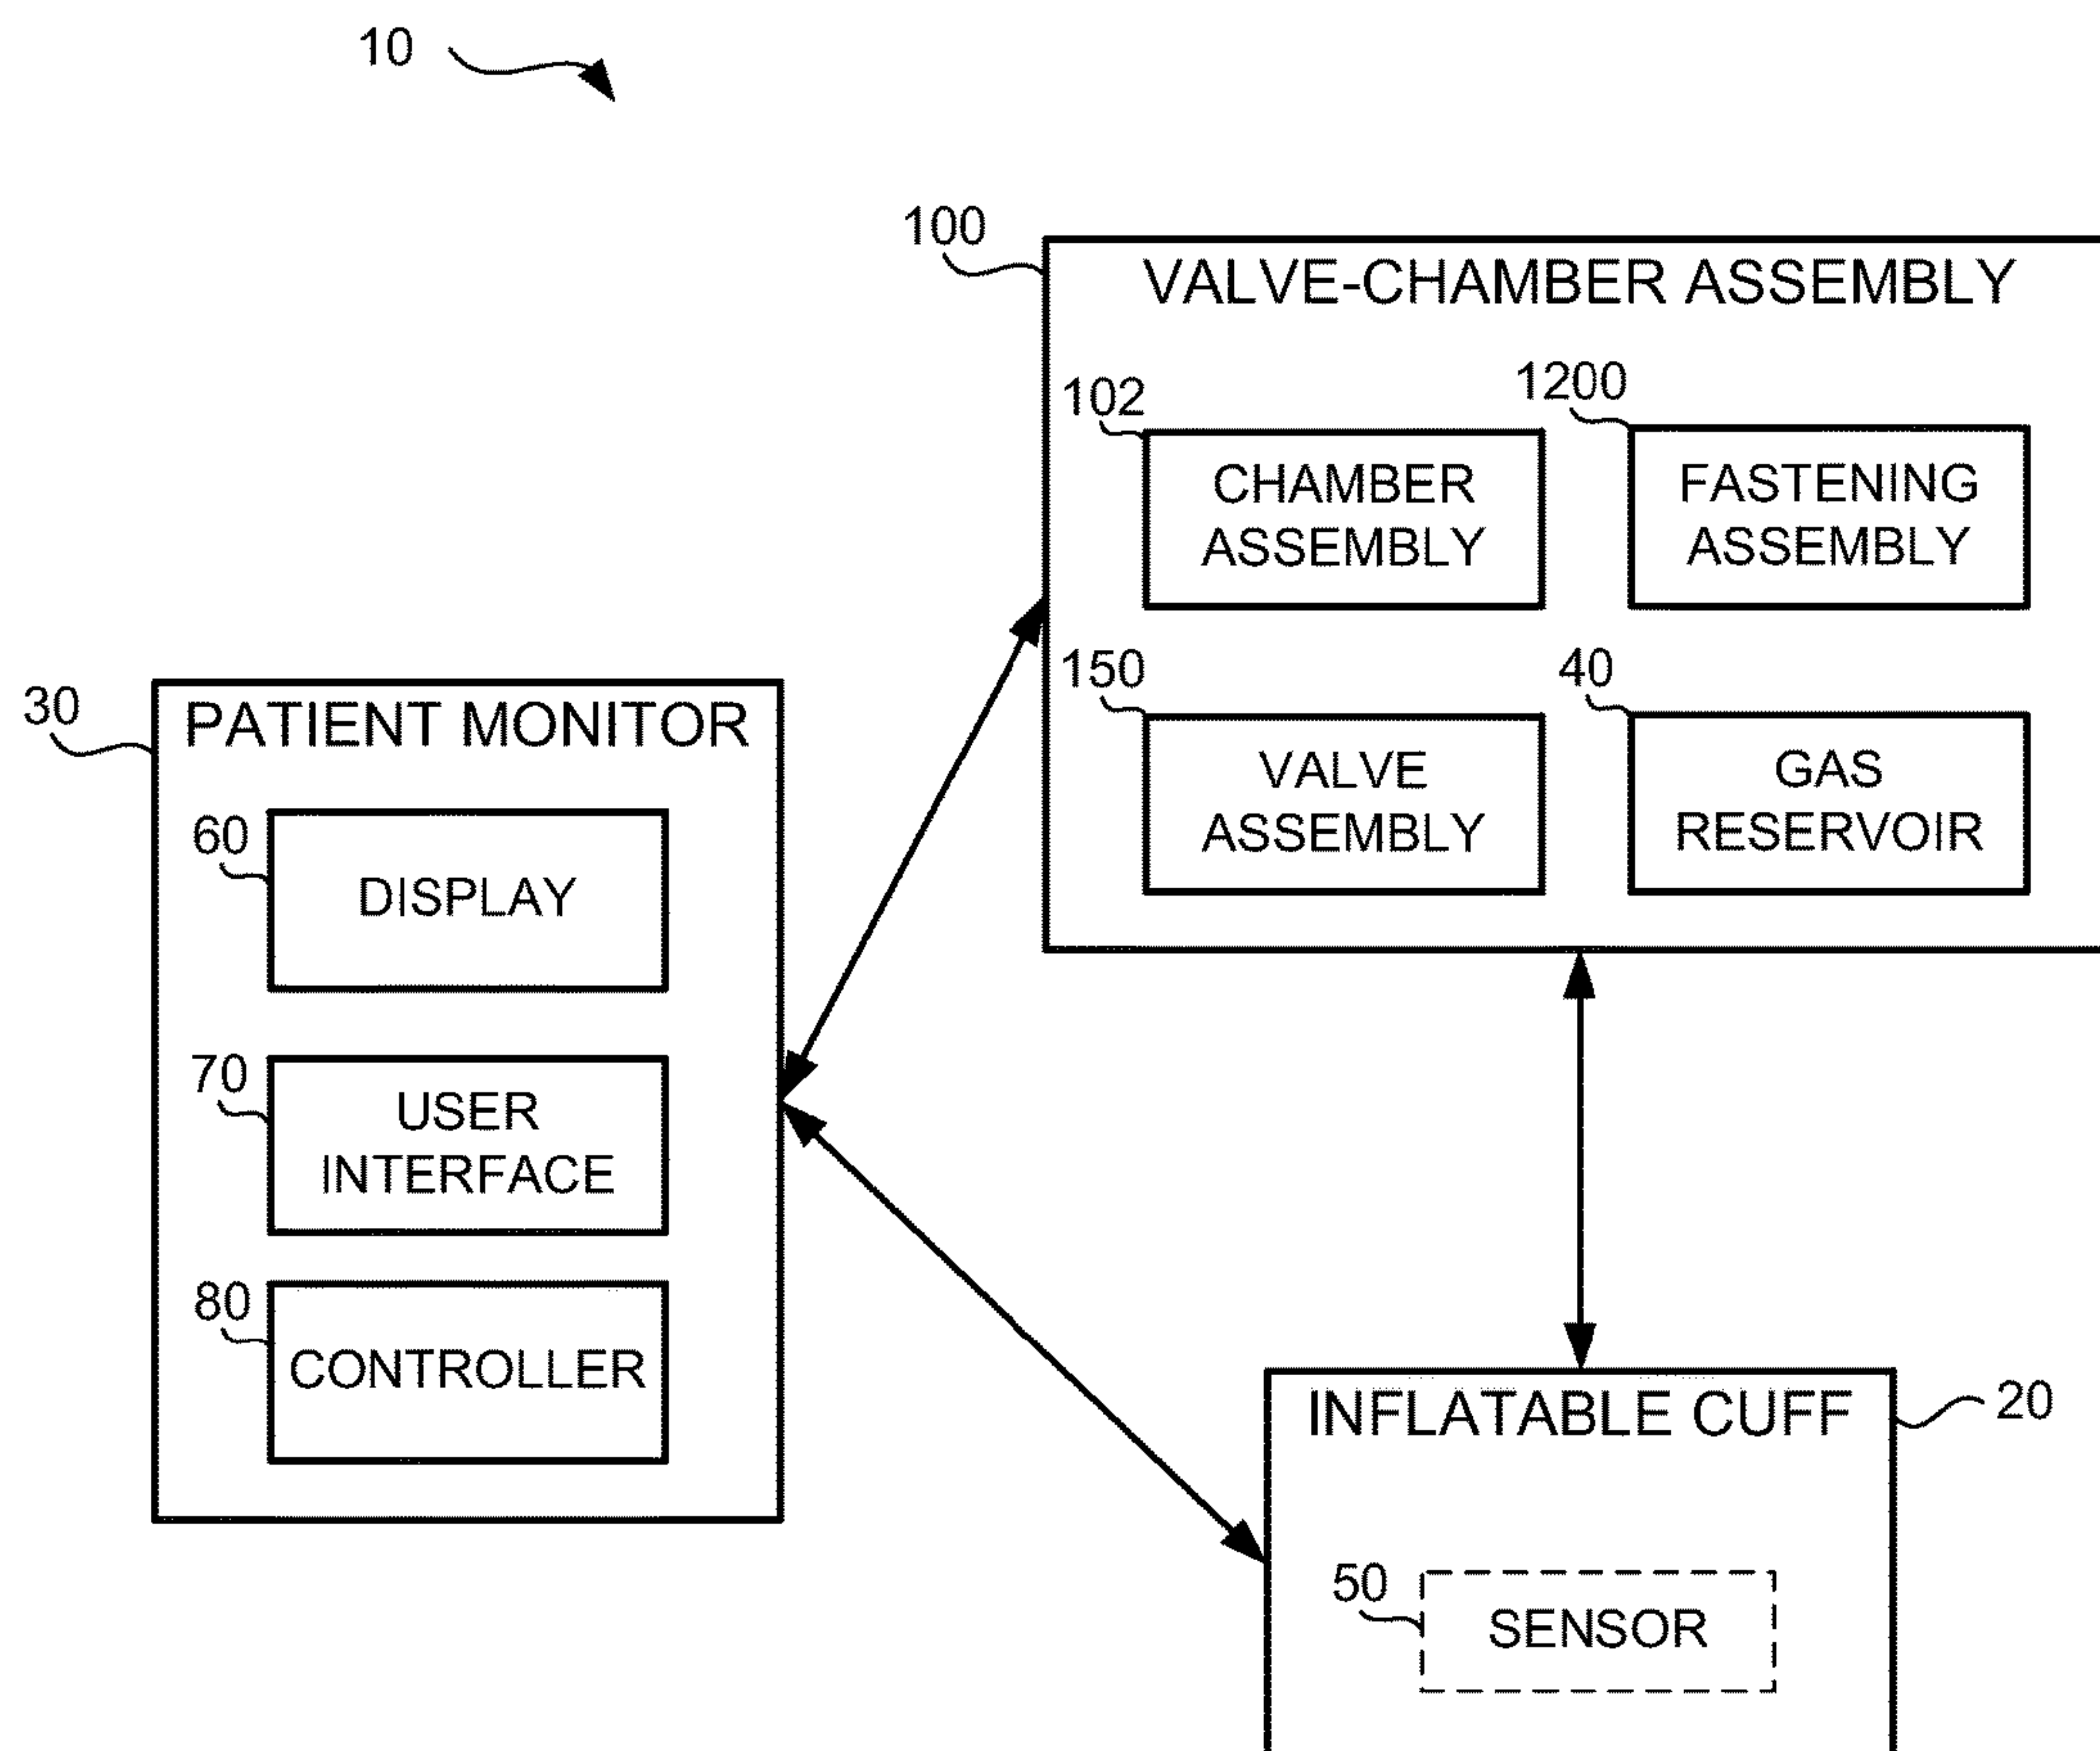 10
100
VALVE-CHAMBER ASSEMBLY
102
1200
CHAMBER
ASSEMBLY
FASTENING
ASSEMBLY
150
40
VALVE
ASSEMBLY
GAS
RESERVOIR
30
PATIENT MONITOR
60
DISPLAY
70
USER
INTERFACE
80
CONTROLLER
INFLATABLE CUFF
20
50
SENSOR